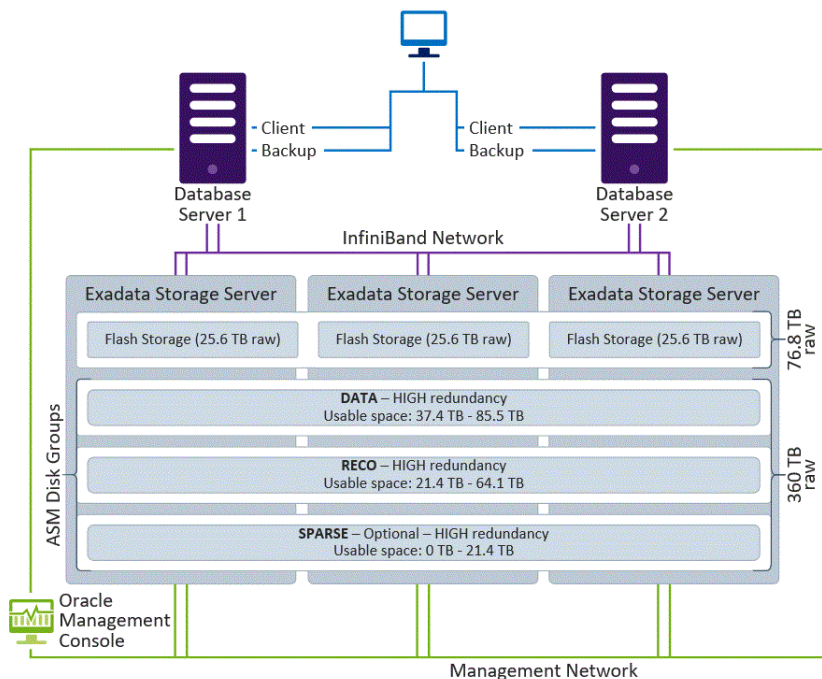 Client
Backup
Client
Backup
Database
Server 1
Database
Server 2
InfiniBand Network
Exadata Storage Server
Exadata Storage Server
Exadata Storage Server
Flash Storage (25.6 TB raw)
Flash Storage (25.6 TB raw)
Flash Storage (25.6 TB raw)
76.8 TB
raw
ASM Disk Groups
DATA – HIGH redundancy
Usable space: 37.4 TB - 85.5 TB
RECO – HIGH redundancy
Usable space: 21.4 TB - 64.1 TB
360 TB
raw
SPARSE – Optional – HIGH redundancy
Usable space: 0 TB - 21.4 TB
Oracle
Management
Console
Management Network